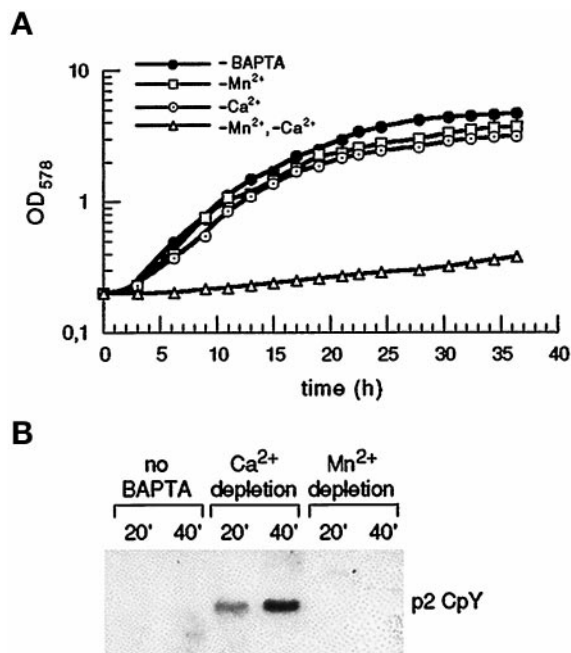 A
-BAPTA
-Mn²⁺
-Ca²⁺
-Mn²⁺,-Ca²⁺
10
1
0,1
OD₅₇₈
0 5 10 15 20 25 30 35 40
time (h)
B
no BAPTA
Ca²⁺ depletion
Mn²⁺ depletion
20' 40' 20' 40' 20' 40'
p2 CpY